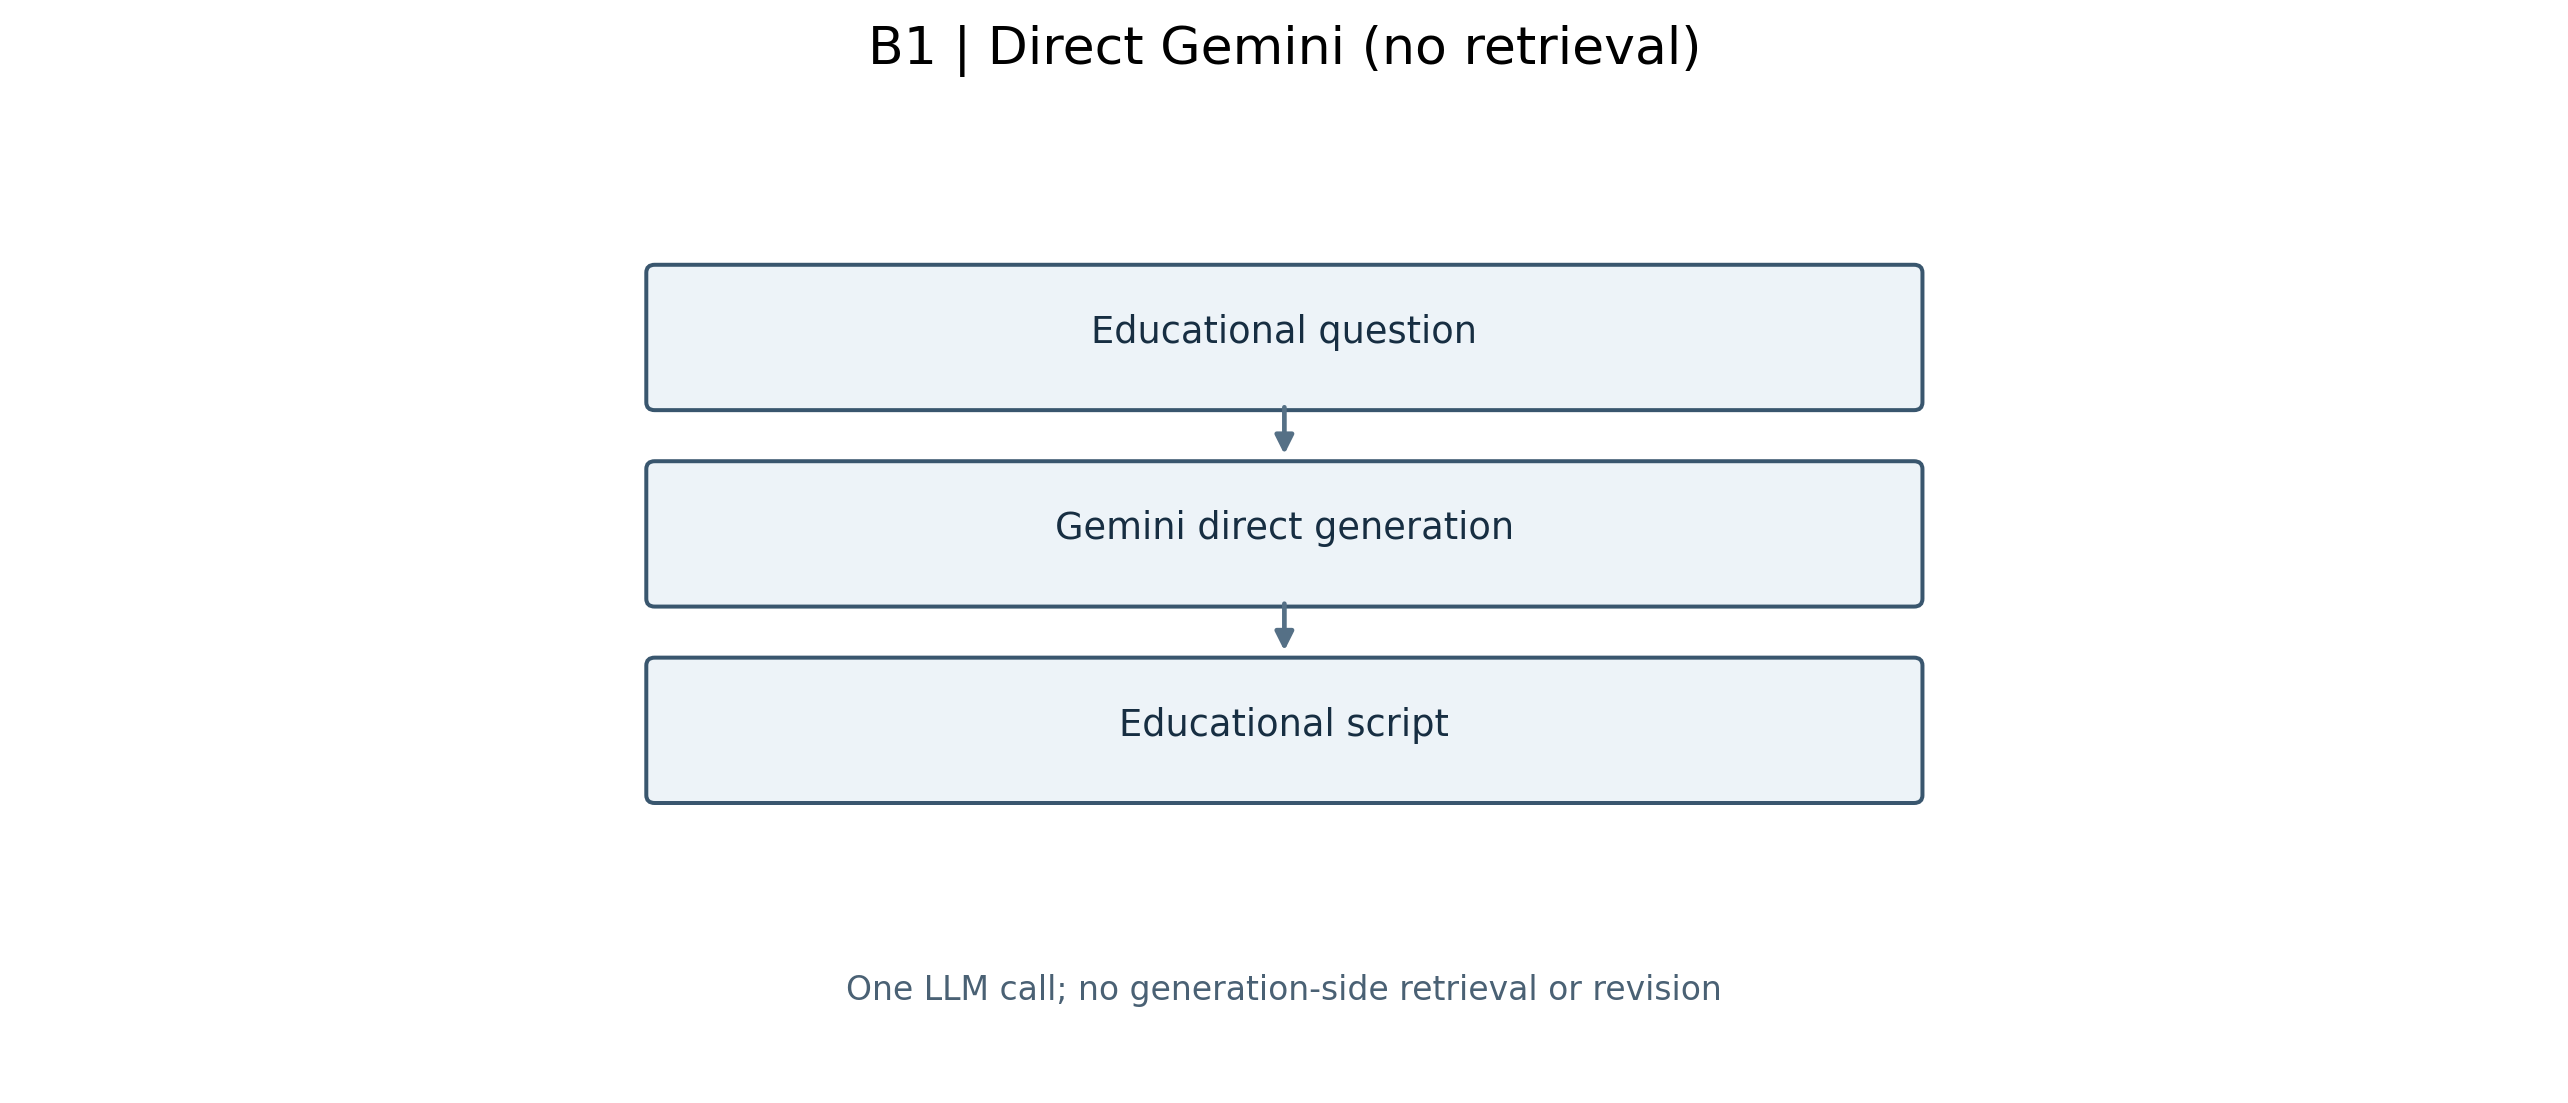 B1 | Direct Gemini (no retrieval)
Educational question
Gemini direct generation
Educational script
One LLM call; no generation-side retrieval or revision